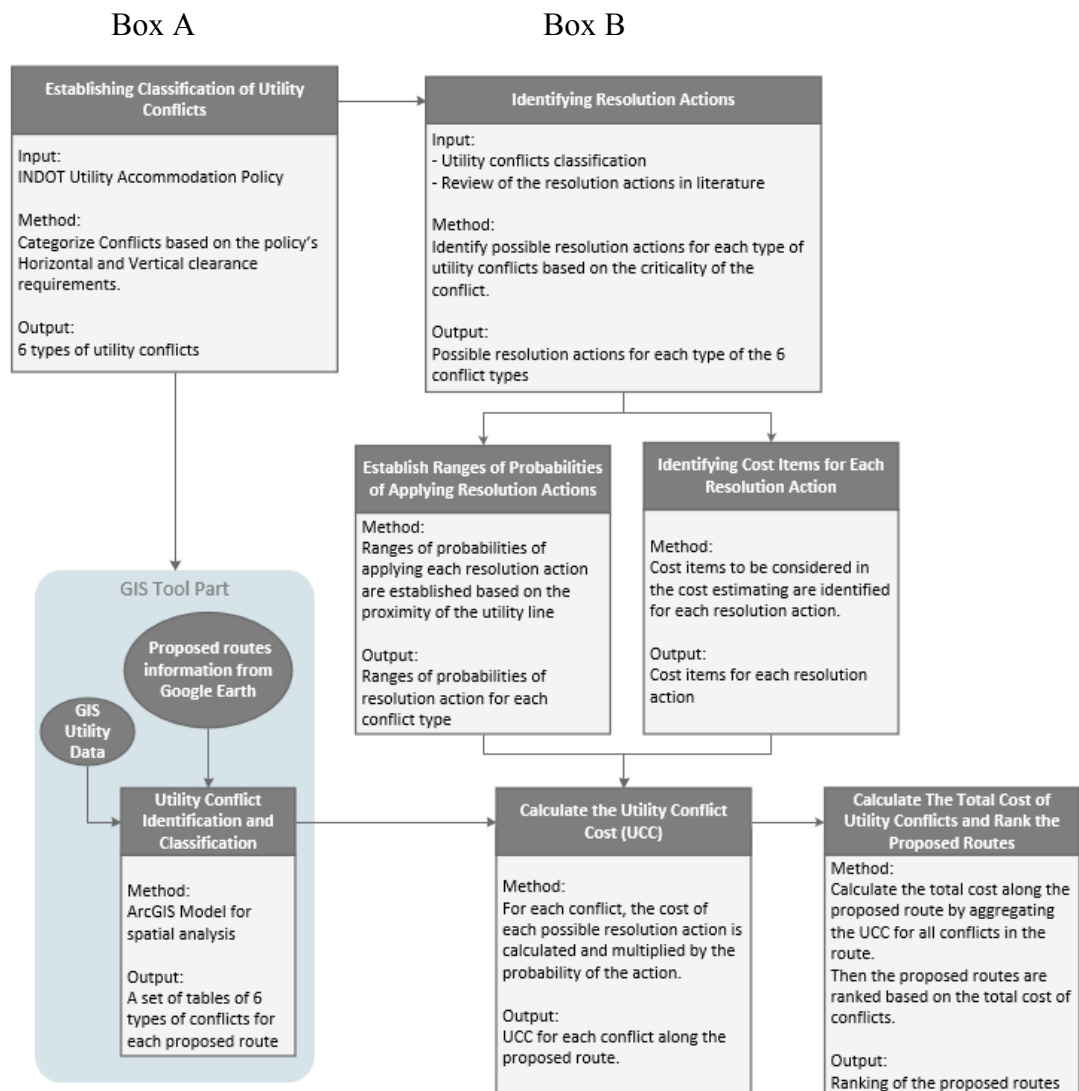 Box A
Box B
Establishing Classification of Utility
Conflicts
Input:
INDOT Utility Accommodation Policy
Method:
Categorize Conflicts based on the policy's
Horizontal and Vertical clearance
requirements.
Output:
6 types of utility conflicts
Identifying Resolution Actions
Input:
- Utility conflicts classification
- Review of the resolution actions in literature
Method:
Identify possible resolution actions for each type of
utility conflicts based on the criticality of the
conflict.
Output:
Possible resolution actions for each type of the 6
conflict types
Establish Ranges of Probabilities
of Applying Resolution Actions
Method:
Ranges of probabilities of
applying each resolution action
are established based on the
proximity of the utility line
Output:
Ranges of probabilities of
resolution action for each
conflict type
Identifying Cost Items for Each
Resolution Action
Method:
Cost items to be considered in
the cost estimating are identified
for each resolution action.
Output:
Cost items for each resolution
action
GIS Tool Part
Proposed routes
information from
Google Earth
GIS
Utility
Data
Utility Conflict
Identification and
Classification
Method:
ArcGIS Model for
spatial analysis
Output:
A set of tables of 6
types of conflicts for
each proposed route
Calculate the Utility Conflict
Cost (UCC)
Method:
For each conflict, the cost of
each possible resolution action is
calculated and multiplied by the
probability of the action.
Output:
UCC for each conflict along the
proposed route.
Calculate The Total Cost of
Utility Conflicts and Rank the
Proposed Routes
Method:
Calculate the total cost along the
proposed route by aggregating
the UCC for all conflicts in the
route.
Then the proposed routes are
ranked based on the total cost of
conflicts.
Output:
Ranking of the proposed routes